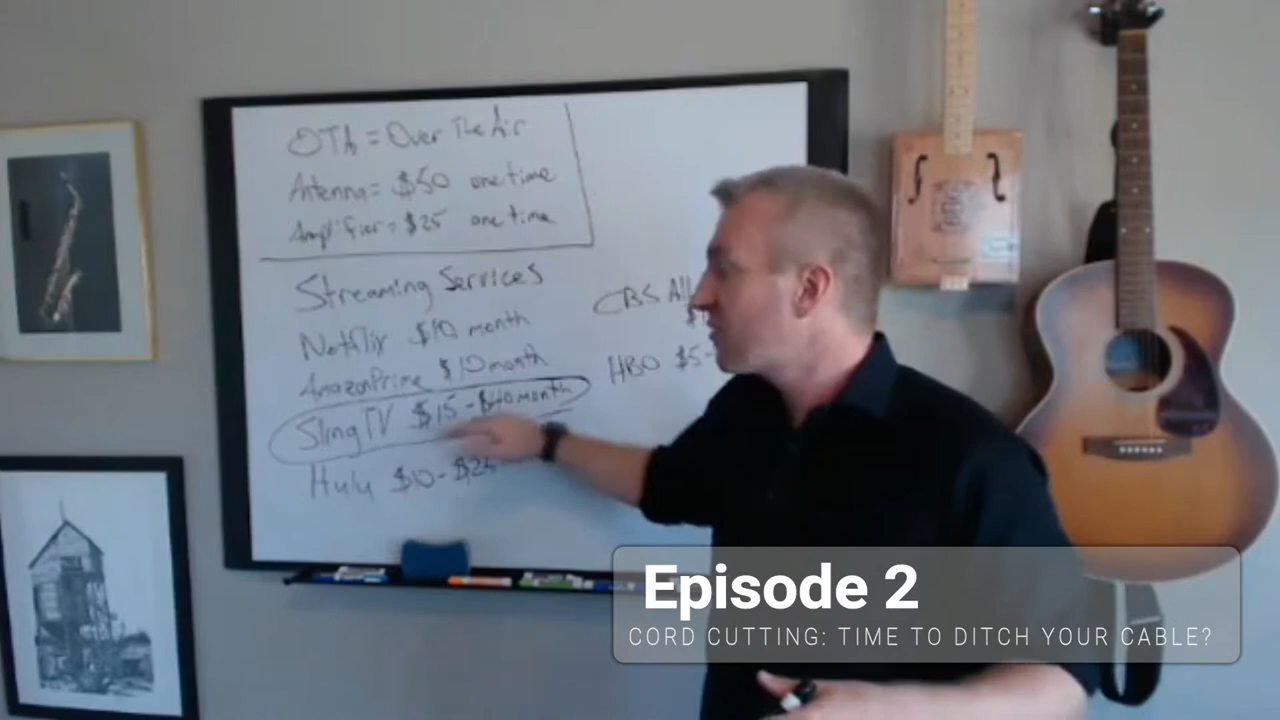 OTA = Over The Air
Antenna = $50 one time
Amplifier = $25 one time
Streaming Services
Netflix $10 month
AmazonPrime $10 month
SlingTV $15 - $40 month
Hulu $10 - $2
CBS All
HBO $5 -
Episode 2
CORD CUTTING: TIME TO DITCH YOUR CABLE?